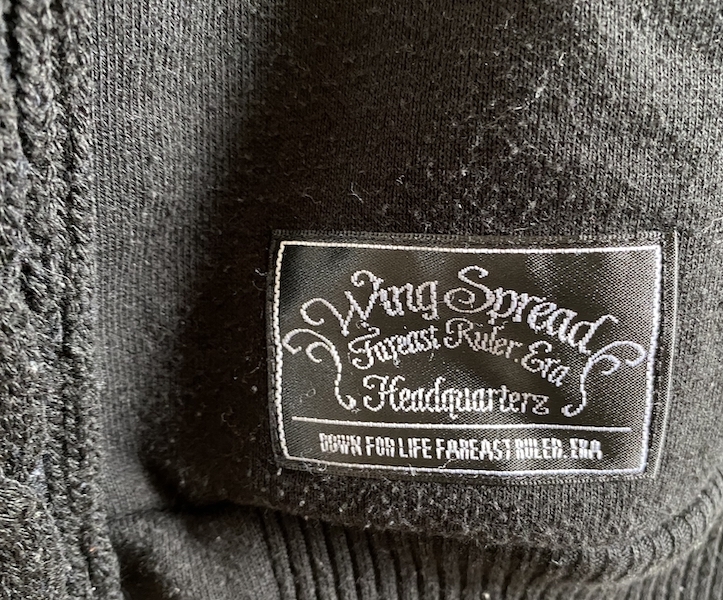 Wing Spread
Fareast Ruler. Era
Headquarterz
DOWN FOR LIFE FAREAST RULER. ERA